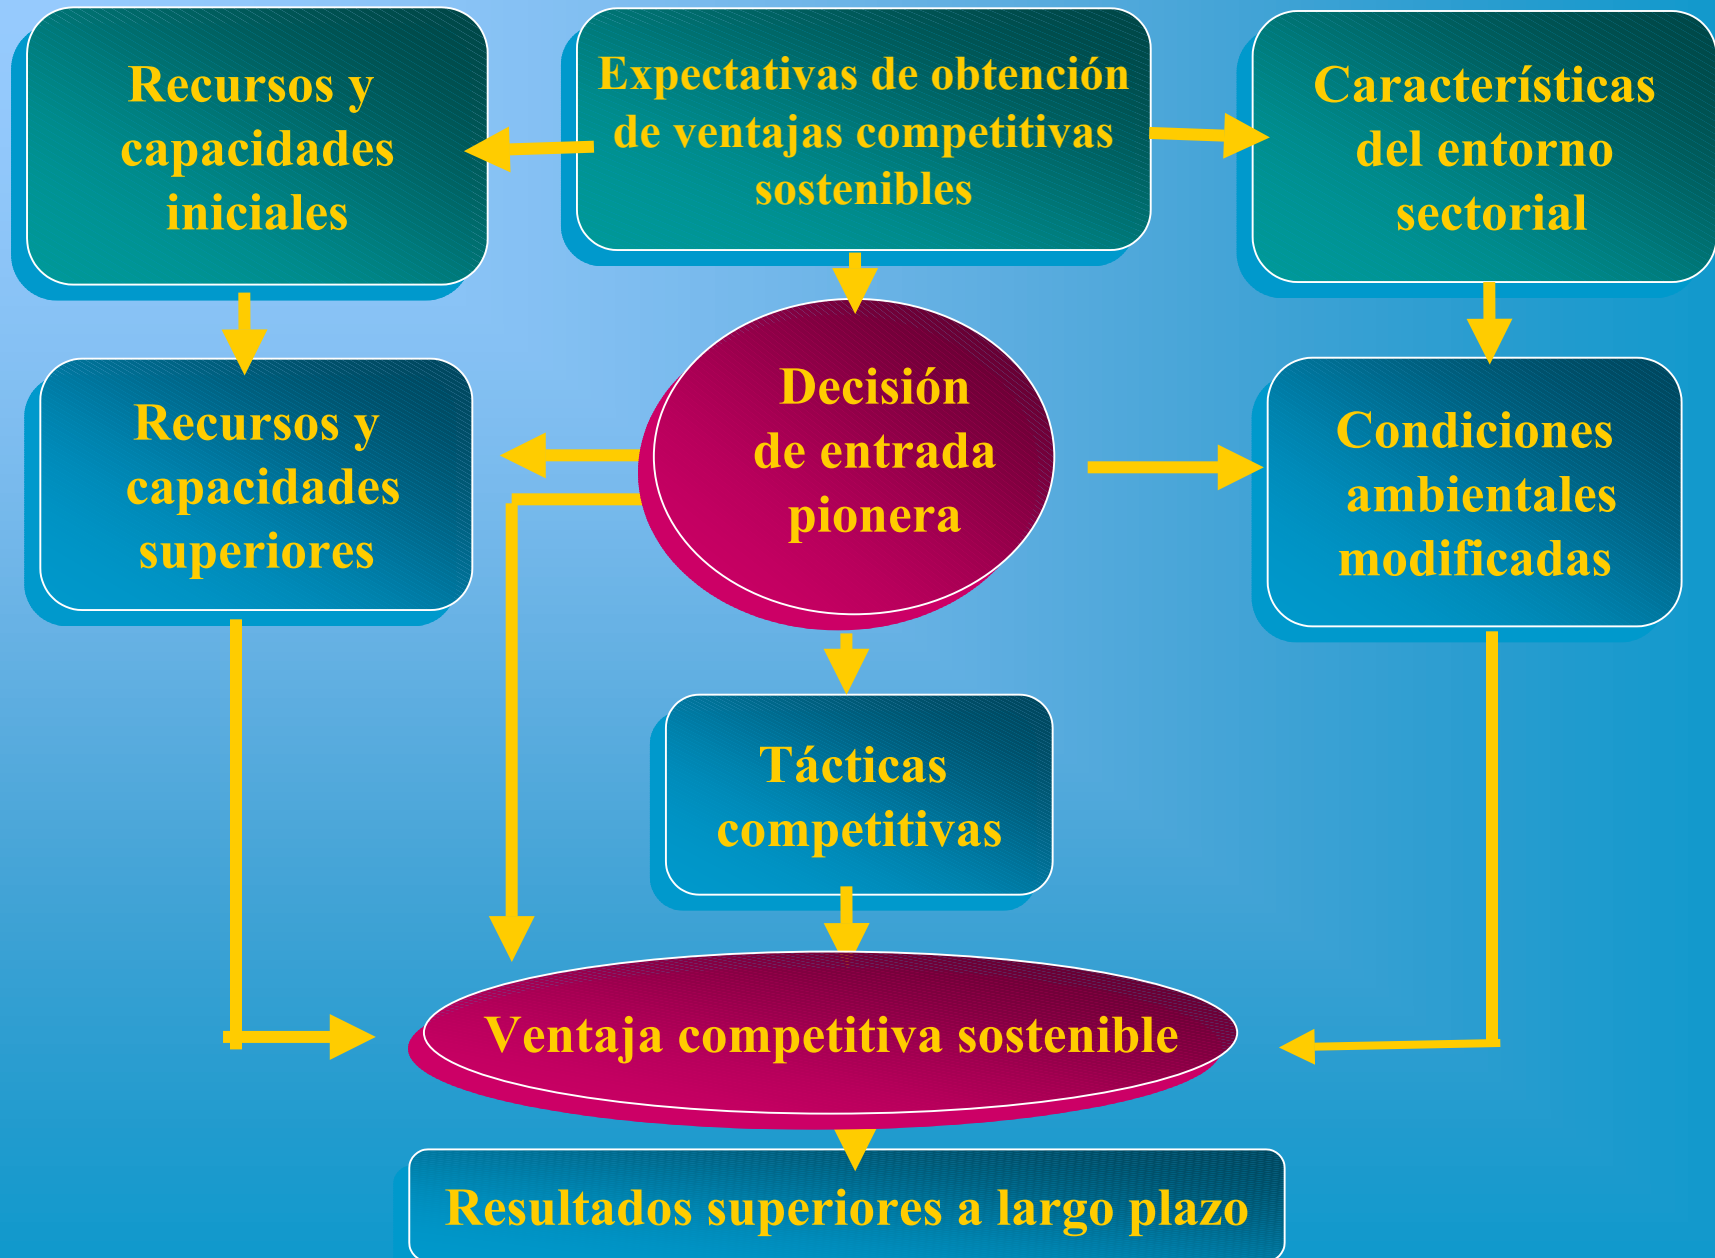 Recursos y
capacidades
iniciales
Expectativas de obtención
de ventajas competitivas
sostenibles
Características
del entorno
sectorial
Recursos y
capacidades
superiores
Decisión
de entrada
pionera
Condiciones
ambientales
modificadas
Tácticas
competitivas
Ventaja competitiva sostenible
Resultados superiores a largo plazo